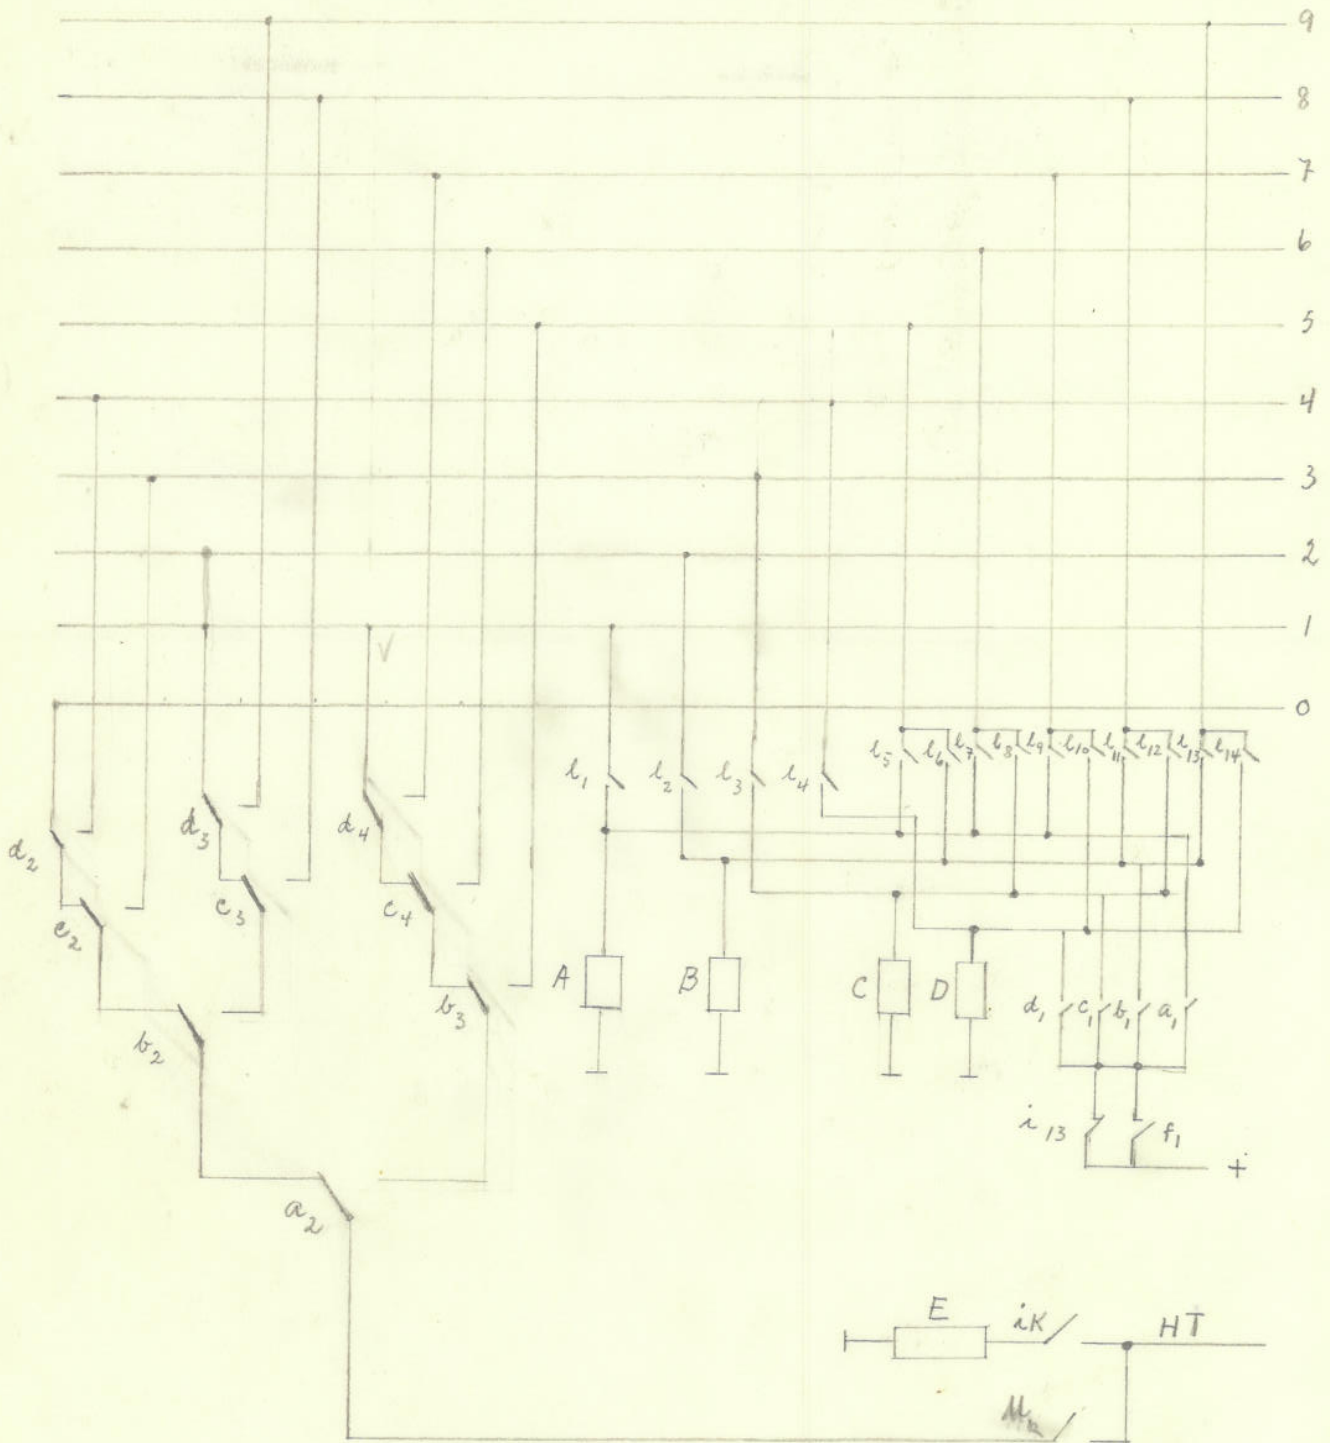 9
8
7
6
5
4
3
2
1
0
l₅ l₆ l₇ l₈ l₉ l₁₀ l₁₁ l₁₂ l₁₃ l₁₄
l₁ l₂ l₃ l₄
d₃ d₄
d₂
c₃ c₄
c₂
A B C D
b₃ d₁ c₁ b₁ a₁
b₂
i₁₃ f₁
+
a₂
E iK HT